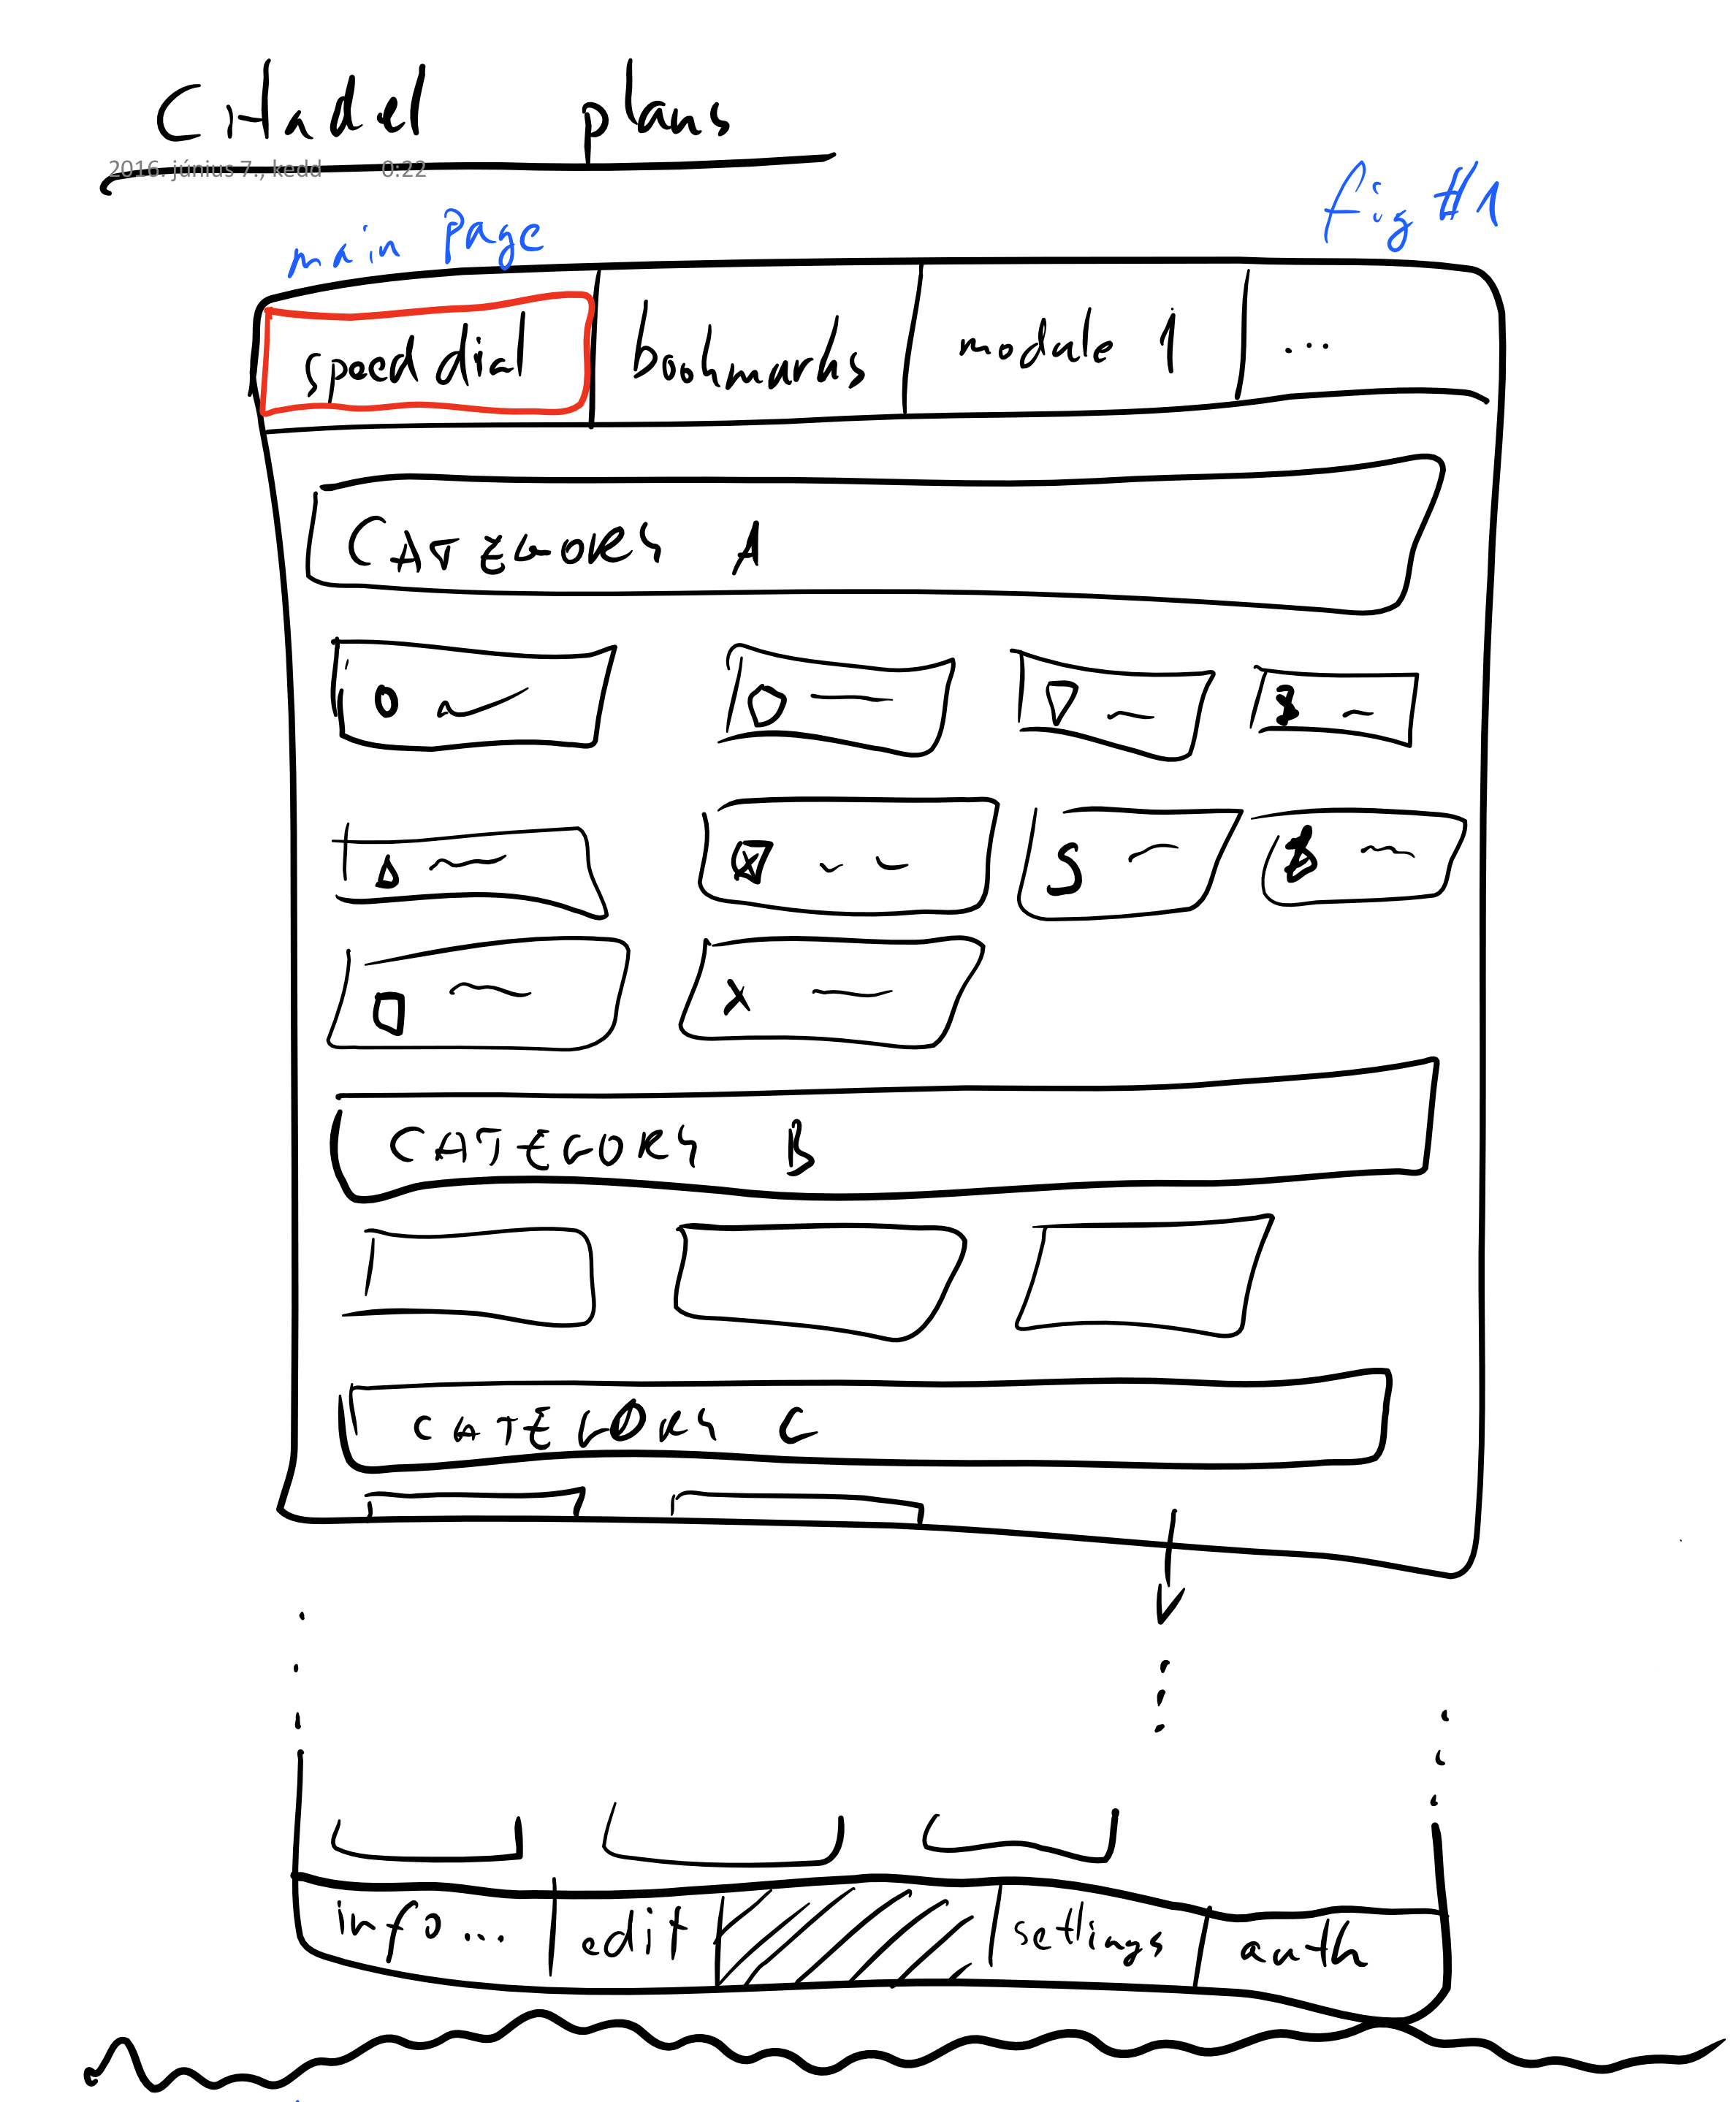 Citadel plans
2016. június 7., kedd 0:22
main Page
fig #1
speed dial bookmarks module 1 ...
CATEGORY A
CATEGORY B
CATEGORY C
info... edit settings auth